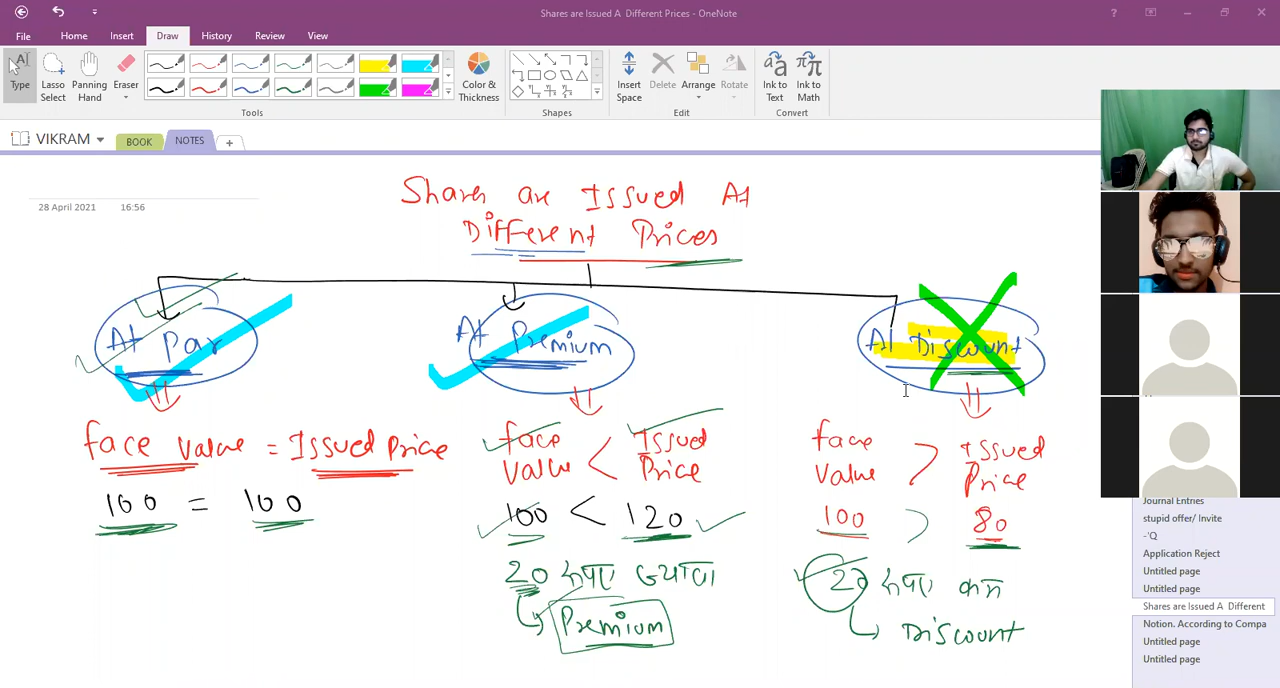 Shares are Issued A  Different Prices - OneNote
File Home Insert Draw History Review View
Type
Lasso Select
Panning Hand
Eraser
Color & Thickness
Insert Space
Delete
Arrange
Rotate
Ink to Text
Ink to Math
Tools
Shapes
Edit
Convert
VIKRAM
BOOK
NOTES
28 April 2021 16:56
Shares are Issued At
Different Prices
At Par
At Premium
At Discount
face value = Issued Price
100 = 100
face value < Issued Price
100 < 120
20 रुपए ज्यादा
Premium
face value > Issued Price
100 > 80
20 रुपए कम
Discount
Journal Entries
stupid offer/ Invite
-'Q
Application Reject
Untitled page
Untitled page
Shares are Issued A  Different
Notion. According to Compa
Untitled page
Untitled page